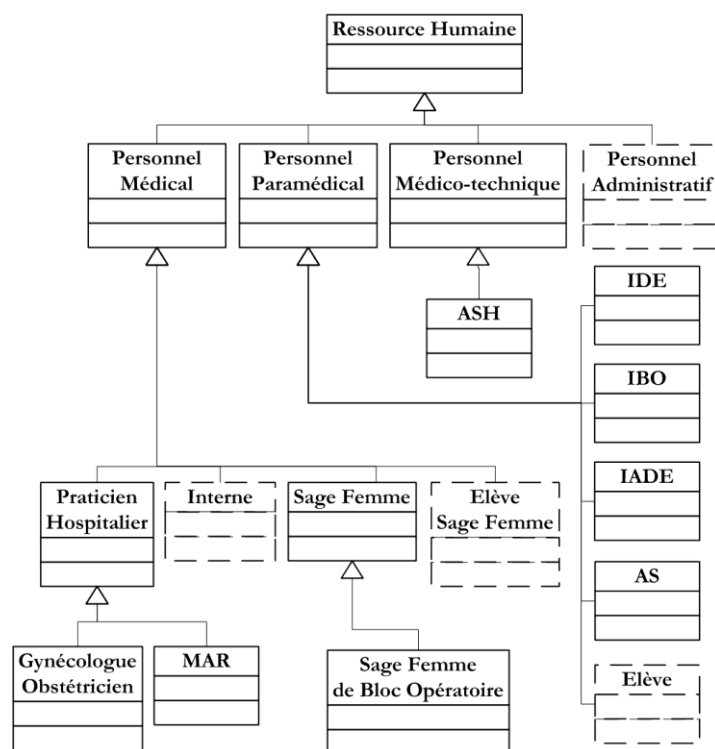 Ressource Humaine
Personnel
Médical
Personnel
Paramédical
Personnel
Médico-technique
Personnel
Administratif
ASH
IDE
IBO
IADE
AS
Elève
Praticien
Hospitalier
Interne
Sage Femme
Elève
Sage Femme
Gynécologue
Obstétricien
MAR
Sage Femme
de Bloc Opératoire